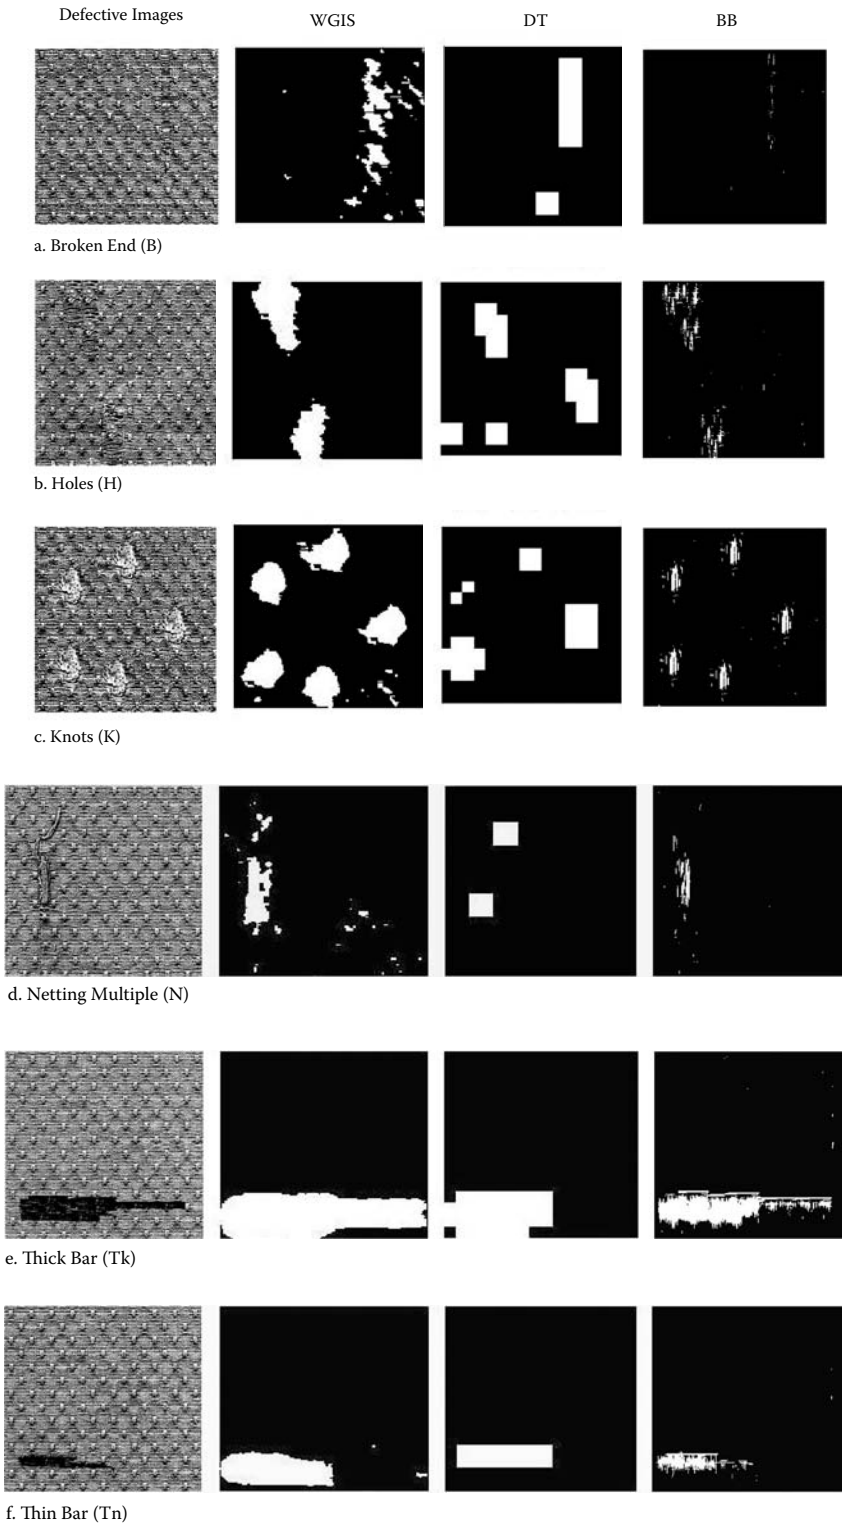 Defective Images WGIS DT BB
a. Broken End (B)
b. Holes (H)
c. Knots (K)
d. Netting Multiple (N)
e. Thick Bar (Tk)
f. Thin Bar (Tn)